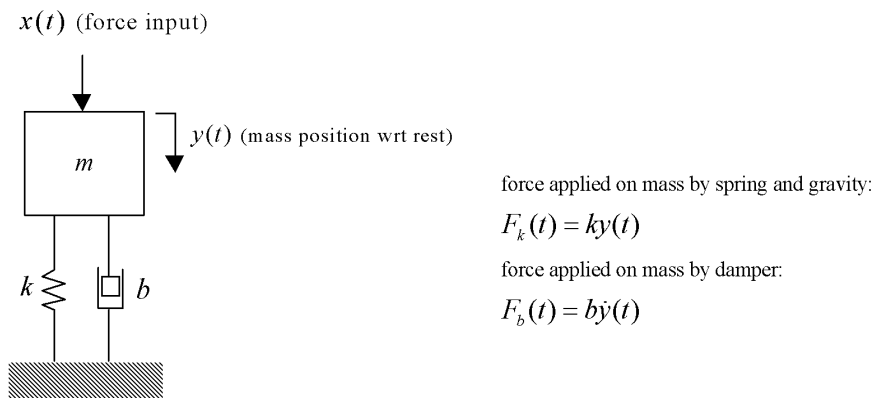 x(t) (force input)
y(t) (mass position wrt rest)
m
force applied on mass by spring and gravity:
F_k(t) = ky(t)
force applied on mass by damper:
k
b
F_b(t) = bẏ(t)